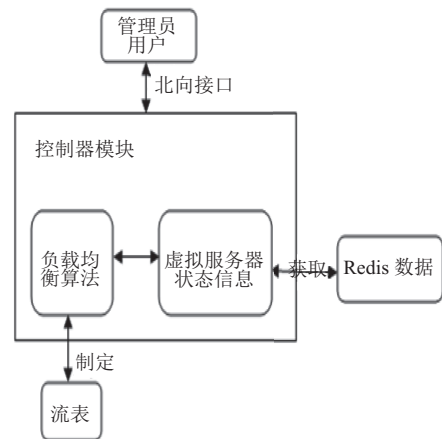 管理员
用户
北向接口
控制器模块
负载均
衡算法
虚拟服务器
状态信息
获取
Redis 数据
制定
流表